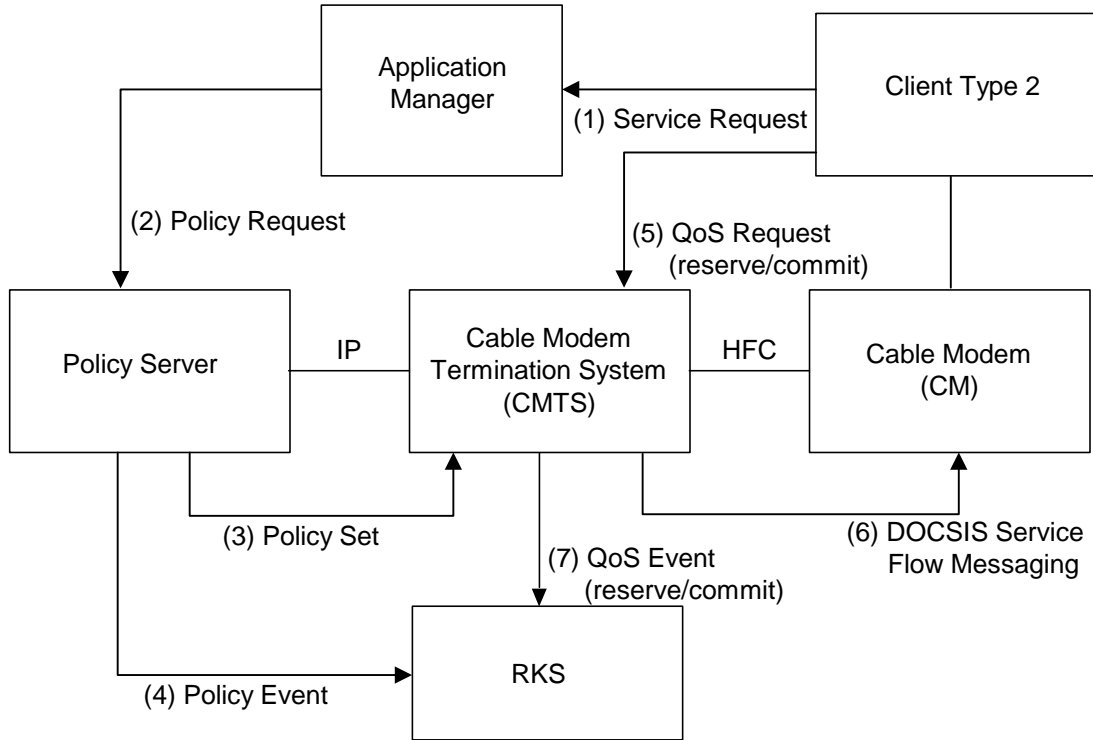 Application
Manager
Client Type 2
(1) Service Request
(2) Policy Request
(5) QoS Request
(reserve/commit)
Policy Server
IP
Cable Modem
Termination System
(CMTS)
HFC
Cable Modem
(CM)
(3) Policy Set
(6) DOCSIS Service
Flow Messaging
(7) QoS Event
(reserve/commit)
(4) Policy Event
RKS